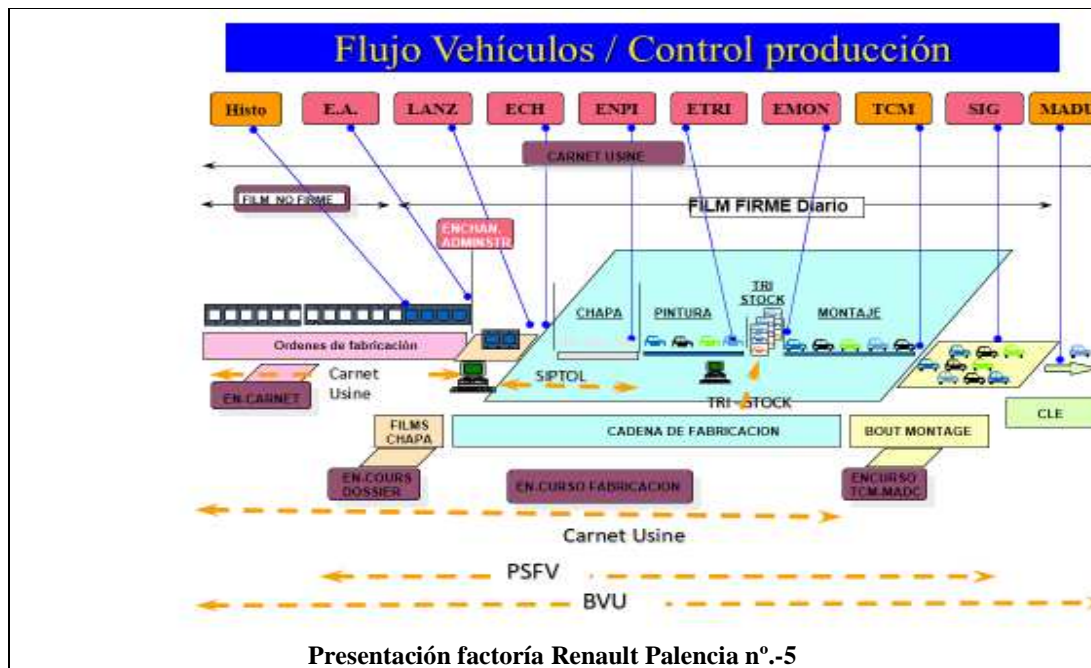 Flujo Vehículos / Control producción
Histo E.A. LANZ ECH ENPI ETRI EMON TCM SIG
CARNET USINE
FILM NO FIRME
FILM FIRME Diario
ENCHAN.
ADMINSTR
TRI
STOCK
CHAPA PINTURA MONTAJE
Ordenes de fabricación
Carnet
Usine
SIPTOL
EN-CARNET
TRI - STOCK
FILMS
CHAPA
CADENA DE FABRICACION
BOUT MONTAGE
CLE
EN-COURS
DOSSIER
EN-CURSO FABRICACION
ENCURSO
TCM-MADC
Carnet Usine
PSFV
BVU
Presentación factoría Renault Palencia nº.-5